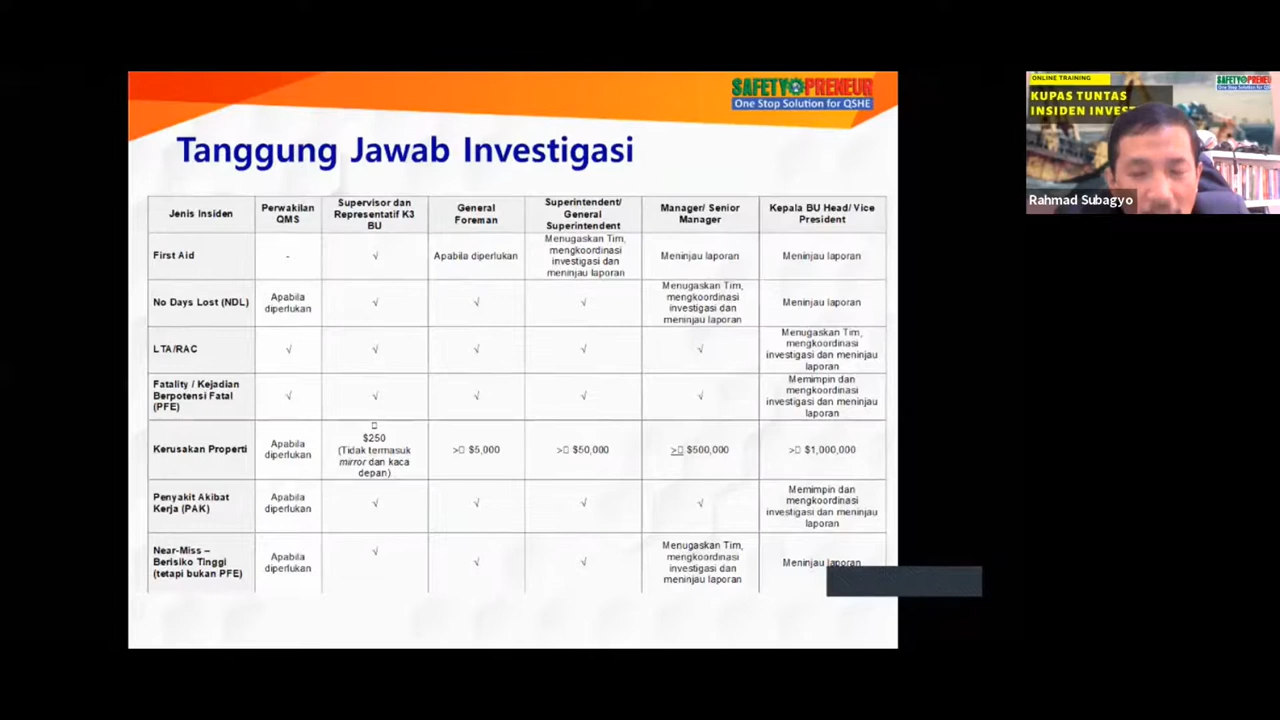 SAFETYPRENEUR
One Stop Solution for QSHE
Tanggung Jawab Investigasi
Jenis Insiden
Perwakilan
QMS
Supervisor dan
Representatif K3
BU
General
Foreman
Superintendent/
General
Superintendent
Manager/ Senior
Manager
Kepala BU Head/ Vice
President
First Aid
-
√
Apabila diperlukan
Menugaskan Tim,
mengkoordinasi
investigasi dan
meninjau laporan
Meninjau laporan
Meninjau laporan
No Days Lost (NDL)
Apabila
diperlukan
√
√
√
Menugaskan Tim,
mengkoordinasi
investigasi dan
meninjau laporan
Meninjau laporan
LTA/RAC
√
√
√
√
√
Menugaskan Tim,
mengkoordinasi
investigasi dan meninjau
laporan
Fatality / Kejadian
Berpotensi Fatal
(PFE)
√
√
√
√
√
Memimpin dan
mengkoordinasi
investigasi dan meninjau
laporan
Kerusakan Properti
Apabila
diperlukan
$250
(Tidak termasuk
mirror dan kaca
depan)
> $5,000
> $50,000
> $500,000
> $1,000,000
Penyakit Akibat
Kerja (PAK)
Apabila
diperlukan
√
√
√
√
Memimpin dan
mengkoordinasi
investigasi dan meninjau
laporan
Near-Miss –
Berisiko Tinggi
(tetapi bukan PFE)
Apabila
diperlukan
√
√
√
Menugaskan Tim,
mengkoordinasi
investigasi dan
meninjau laporan
Meninjau laporan
ONLINE TRAINING
SAFETYPRENEUR
KUPAS TUNTAS
INSIDEN INVEST
Rahmad Subagyo